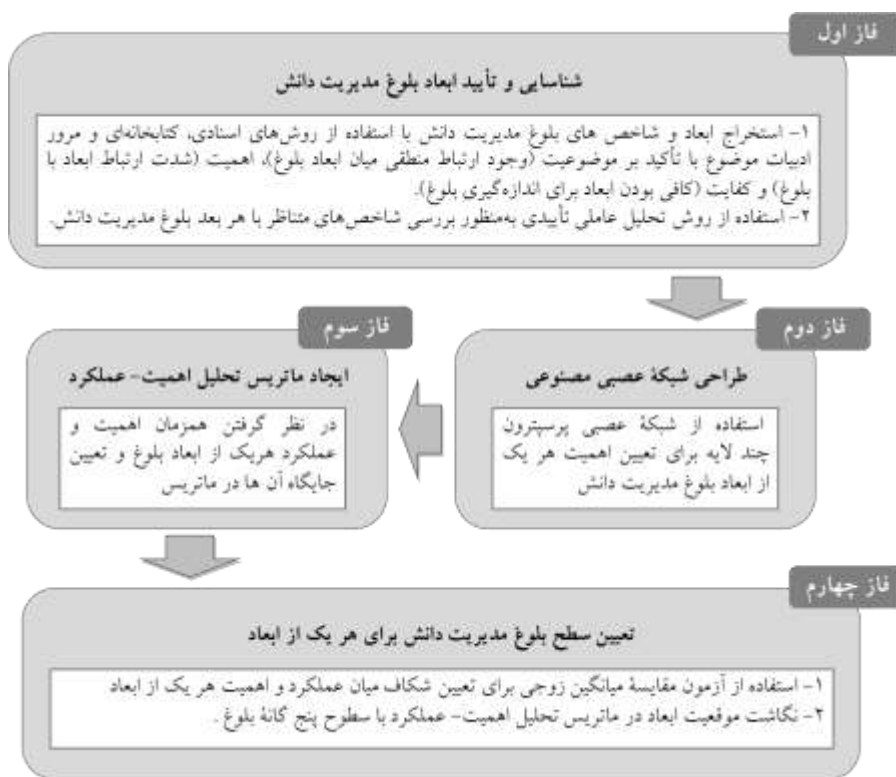 فاز اول
شناسایی و تأیید ابعاد بلوغ مدیریت دانش
۱- استخراج ابعاد و شاخص های بلوغ مدیریت دانش با استفاده از روش‌های اسنادی، کتابخانه‌ای و مرور
ادبیات موضوع با تأکید بر موضوعیت (وجود ارتباط منطقی میان ابعاد بلوغ)، اهمیت (شدت ارتباط ابعاد با
بلوغ) و کفایت (کافی بودن ابعاد برای اندازه‌گیری بلوغ).
۲- استفاده از روش تحلیل عاملی تأییدی به‌منظور بررسی شاخص‌های متناظر با هر بعد بلوغ مدیریت دانش.
فاز دوم
طراحی شبکهٔ عصبی مصنوعی
استفاده از شبکهٔ عصبی پرسپترون
چند لایه برای تعیین اهمیت هر یک
از ابعاد بلوغ مدیریت دانش
فاز سوم
ایجاد ماتریس تحلیل اهمیت- عملکرد
در نظر گرفتن همزمان اهمیت و
عملکرد هریک از ابعاد بلوغ و تعیین
جایگاه آن ها در ماتریس
فاز چهارم
تعیین سطح بلوغ مدیریت دانش برای هر یک از ابعاد
۱- استفاده از آزمون مقایسهٔ میانگین زوجی برای تعیین شکاف میان عملکرد و اهمیت هر یک از ابعاد
۲- نگاشت موقعیت ابعاد در ماتریس تحلیل اهمیت- عملکرد با سطوح پنج گانهٔ بلوغ .